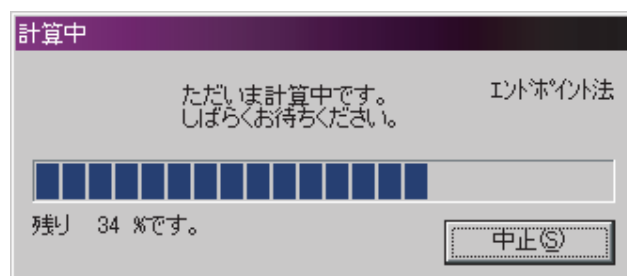 計算中
ただいま計算中です。
しばらくお待ちください。
エンドポイント法
残り 34 %です。
中止(S)